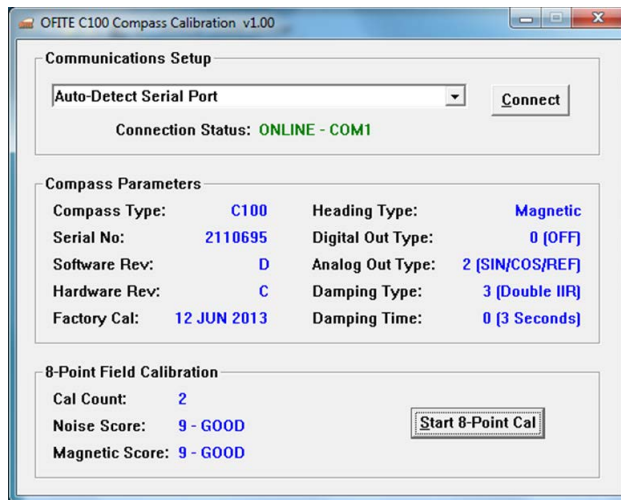 OFITE C100 Compass Calibration v1.00
Communications Setup
Auto-Detect Serial Port
Connect
Connection Status: ONLINE - COM1
Compass Parameters
Compass Type: C100 Heading Type: Magnetic
Serial No: 2110695 Digital Out Type: 0 (OFF)
Software Rev: D Analog Out Type: 2 (SIN/COS/REF)
Hardware Rev: C Damping Type: 3 (Double IIR)
Factory Cal: 12 JUN 2013 Damping Time: 0 (3 Seconds)
8-Point Field Calibration
Cal Count: 2
Noise Score: 9 - GOOD
Start 8-Point Cal
Magnetic Score: 9 - GOOD